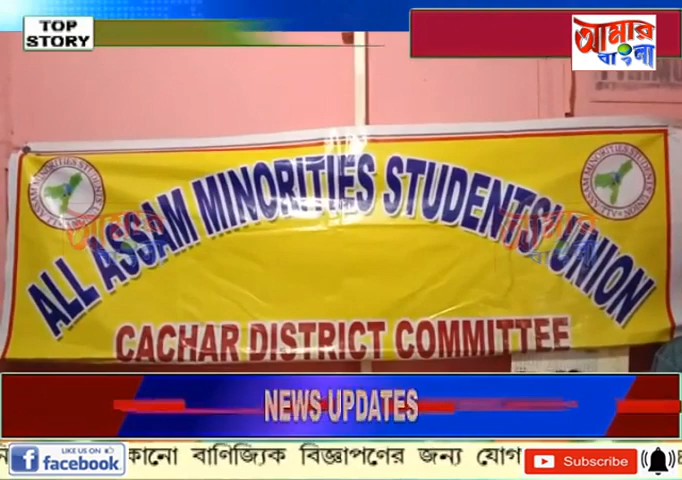 TOP
STORY
আমার
বাংলা
ALL ASSAM MINORITIES STUDENTS' UNION
CACHAR DISTRICT COMMITTEE
NEWS UPDATES
LIKE US ON
facebook
কোনো বাণিজ্যিক বিজ্ঞাপণের জন্য যোগ
Subscribe